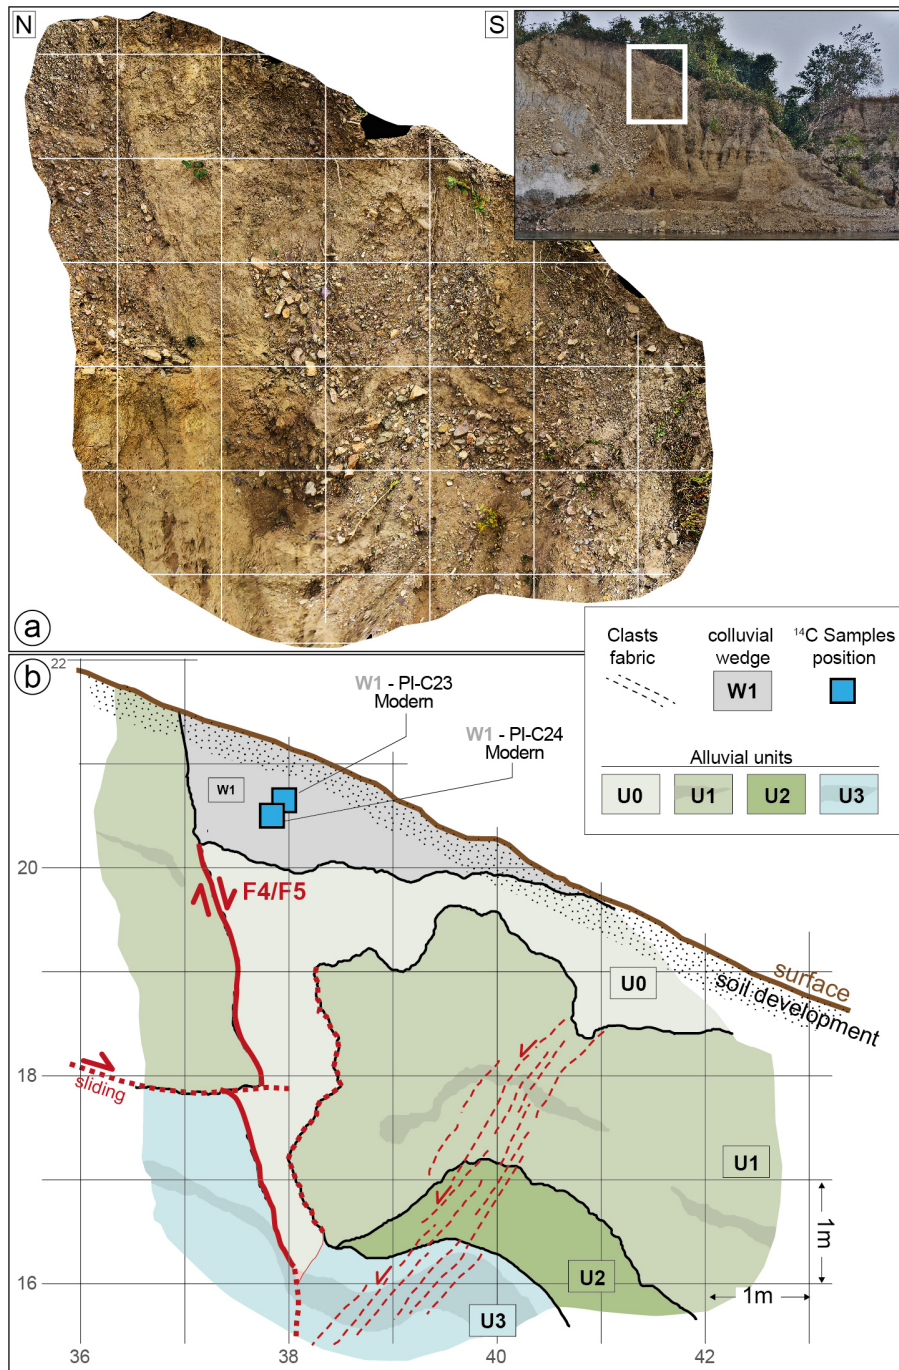 N
S
a
Clasts
fabric
colluvial
wedge
W1
¹⁴C Samples
position
Alluvial units
U0
U1
U2
U3
b
22
W1 - PI-C23
Modern
W1 - PI-C24
Modern
W1
20
F4/F5
U0
surface
soil development
18
sliding
U1
1m
16
U2
1m
U3
36
38
40
42